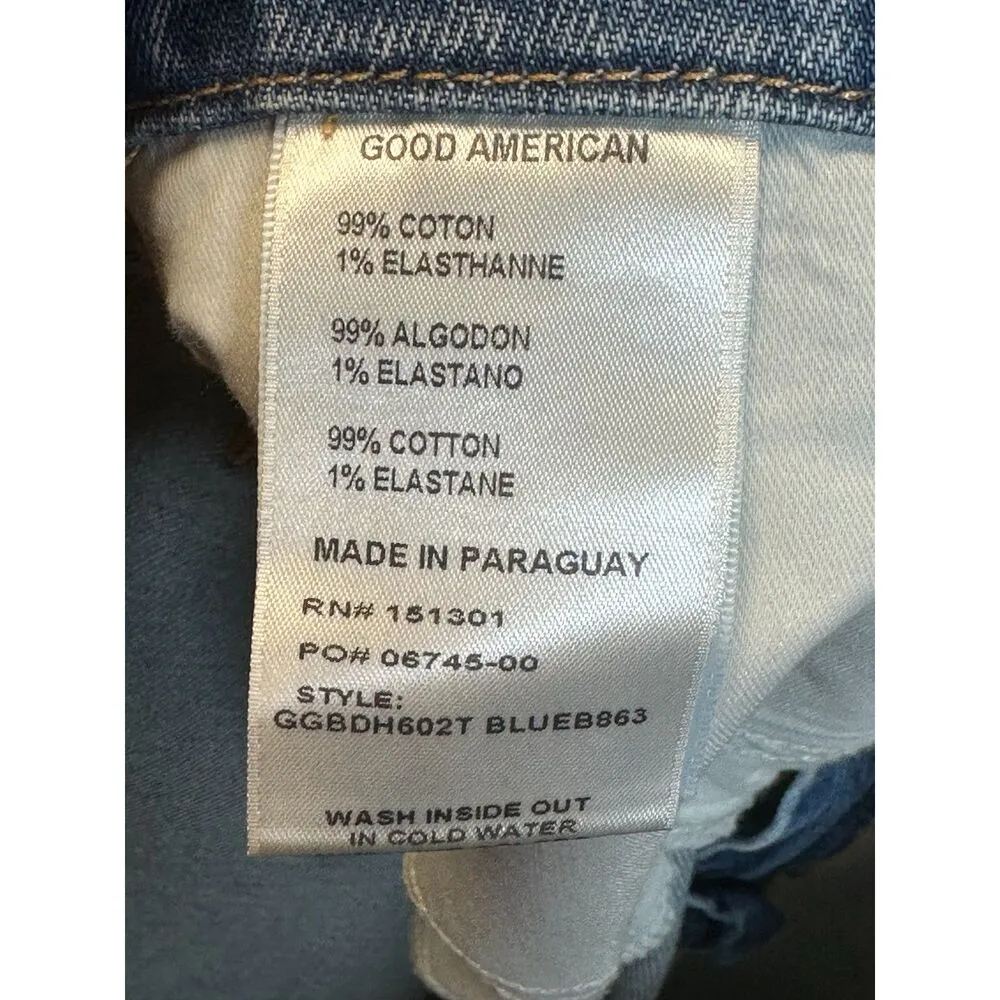 GOOD AMERICAN
99% COTON
1% ELASTHANNE
99% ALGODON
1% ELASTANO
99% COTTON
1% ELASTANE
MADE IN PARAGUAY
RN# 151301
PO# 06745-00
STYLE:
GGBDH602T BLUEB863
WASH INSIDE OUT
IN COLD WATER